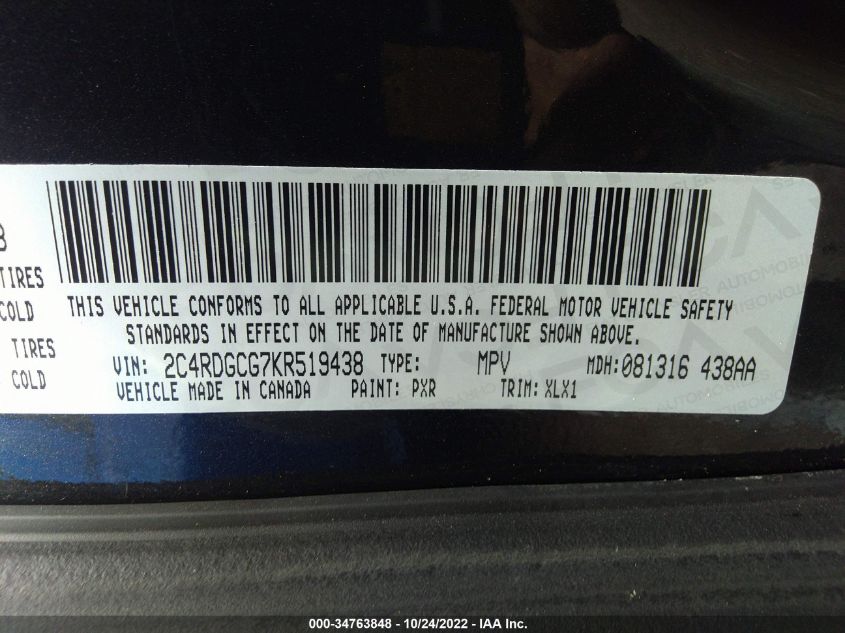 3
TIRES
COLD
TIRES
COLD
THIS VEHICLE CONFORMS TO ALL APPLICABLE U.S.A. FEDERAL MOTOR VEHICLE SAFETY
STANDARDS IN EFFECT ON THE DATE OF MANUFACTURE SHOWN ABOVE.
VIN: 2C4RDGCG7KR519438 TYPE: MPV MDH:081316 438AA
VEHICLE MADE IN CANADA PAINT: PXR TRIM: XLX1
000-34763848 - 10/24/2022 - IAA Inc.